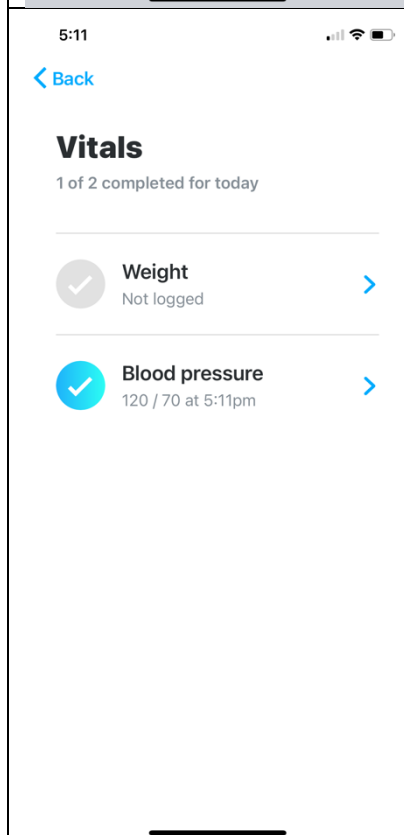 5:11
Back
Vitals
1 of 2 completed for today
Weight
Not logged
Blood pressure
120 / 70 at 5:11pm